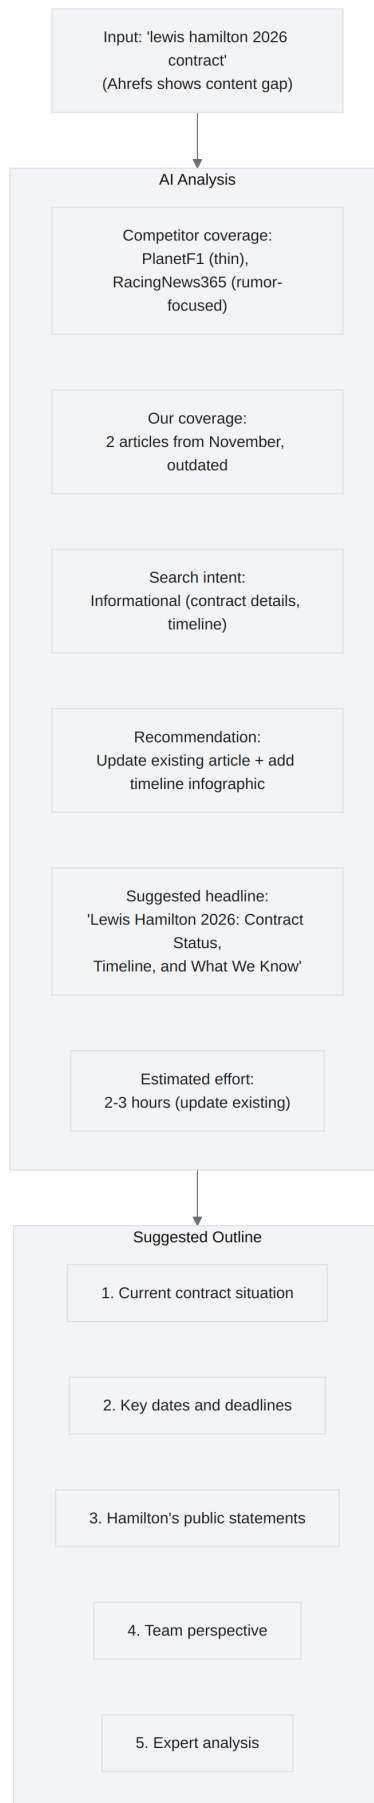 Input: 'lewis hamilton 2026
contract'
(Ahrefs shows content gap)
AI Analysis
Competitor coverage:
PlanetF1 (thin),
RacingNews365 (rumor-
focused)
Our coverage:
2 articles from November,
outdated
Search intent:
Informational (contract details,
timeline)
Recommendation:
Update existing article + add
timeline infographic
Suggested headline:
'Lewis Hamilton 2026: Contract
Status,
Timeline, and What We Know'
Estimated effort:
2-3 hours (update existing)
Suggested Outline
1. Current contract situation
2. Key dates and deadlines
3. Hamilton's public statements
4. Team perspective
5. Expert analysis